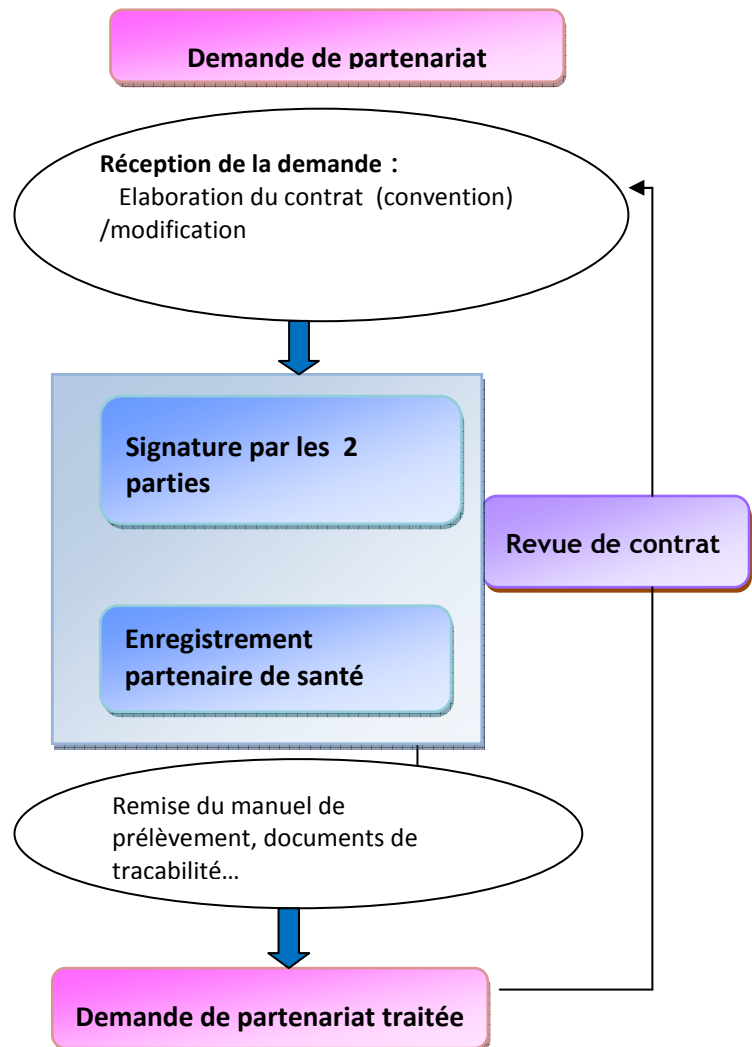 Demande de partenariat
Réception de la demande :
Elaboration du contrat (convention)
/modification
Signature par les 2
parties
Revue de contrat
Enregistrement
partenaire de santé
Remise du manuel de
prélèvement, documents de
tracabilité…
Demande de partenariat traitée